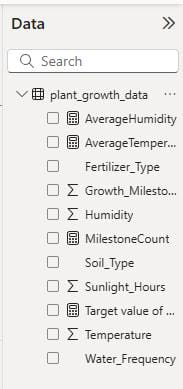 Data
Search
plant_growth_data ...
AverageHumidity
AverageTemper...
Fertilizer_Type
Growth_Milesto...
Humidity
MilestoneCount
Soil_Type
Sunlight_Hours
Target value of ...
Temperature
Water_Frequency